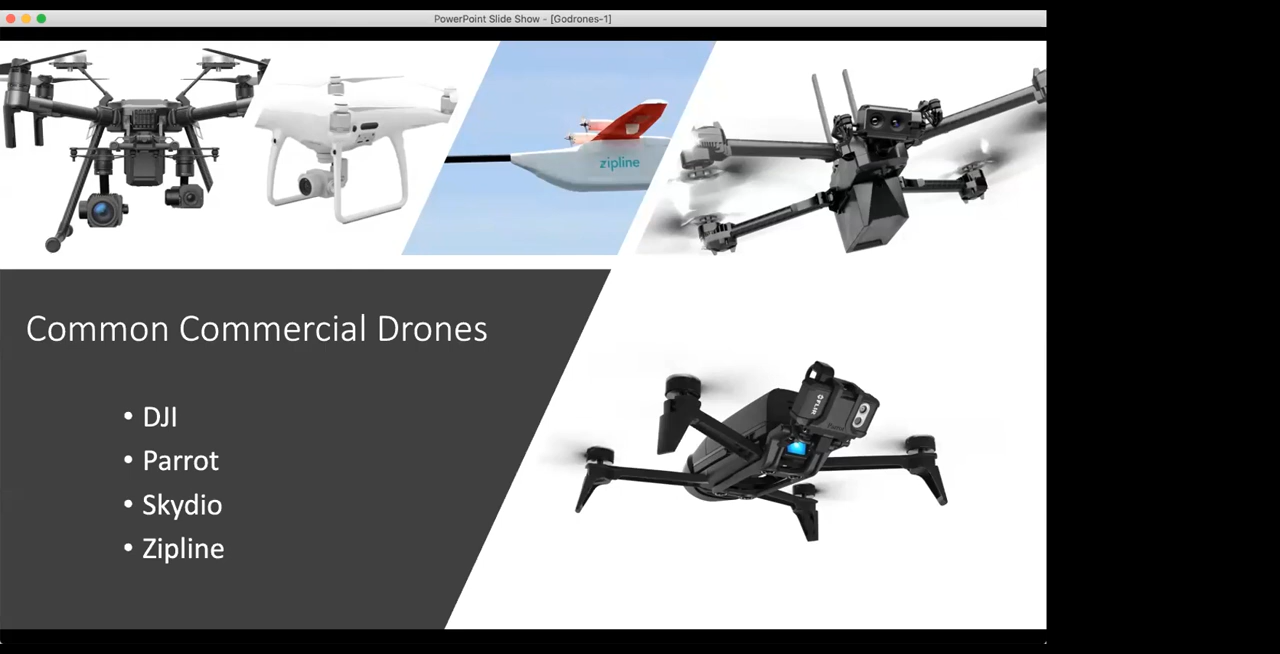 PowerPoint Slide Show - [Godrones-1]
zipline
Common Commercial Drones
• DJI
• Parrot
• Skydio
• Zipline
FLIR